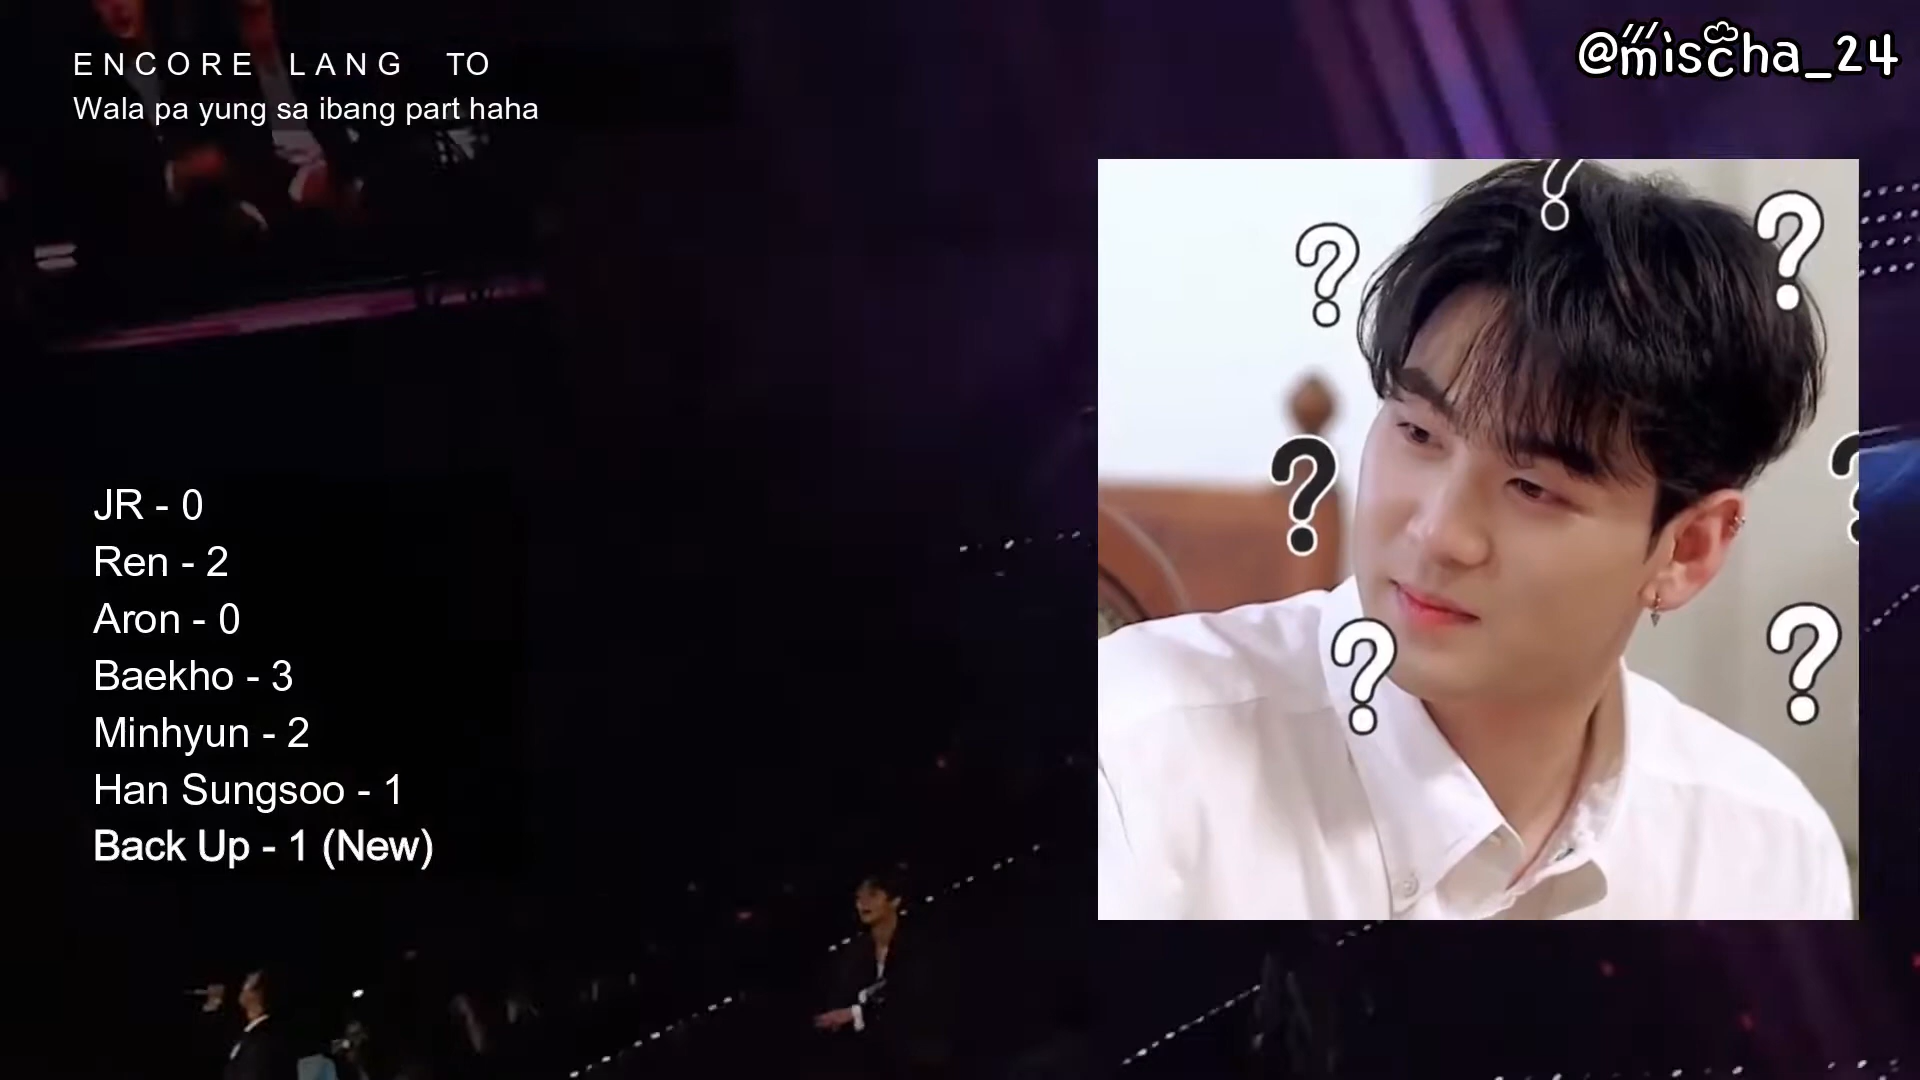 ENCORE LANG TO
Wala pa yung sa ibang part haha
@mischa_24
JR - 0
Ren - 2
Aron - 0
Baekho - 3
Minhyun - 2
Han Sungsoo - 1
Back Up - 1 (New)
? ? ? ? ? ? ?